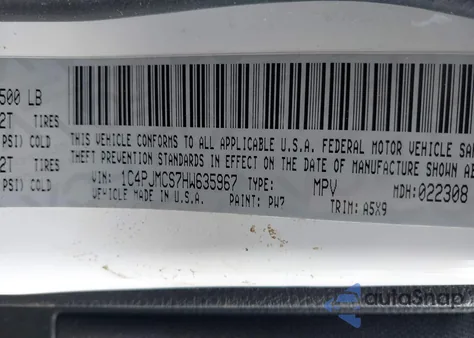 500 LB
2T TIRES
PSI) COLD
2T TIRES
PSI) COLD
THIS VEHICLE CONFORMS TO ALL APPLICABLE U.S.A. FEDERAL MOTOR VEHICLE SA
THEFT PREVENTION STANDARDS IN EFFECT ON THE DATE OF MANUFACTURE SHOWN AB
VIN: 1C4PJMCS7HW635967 TYPE: MPV MDH: 022308
VEHICLE MADE IN U.S.A. PAINT: PW7 TRIM: A5X9
autoSnap